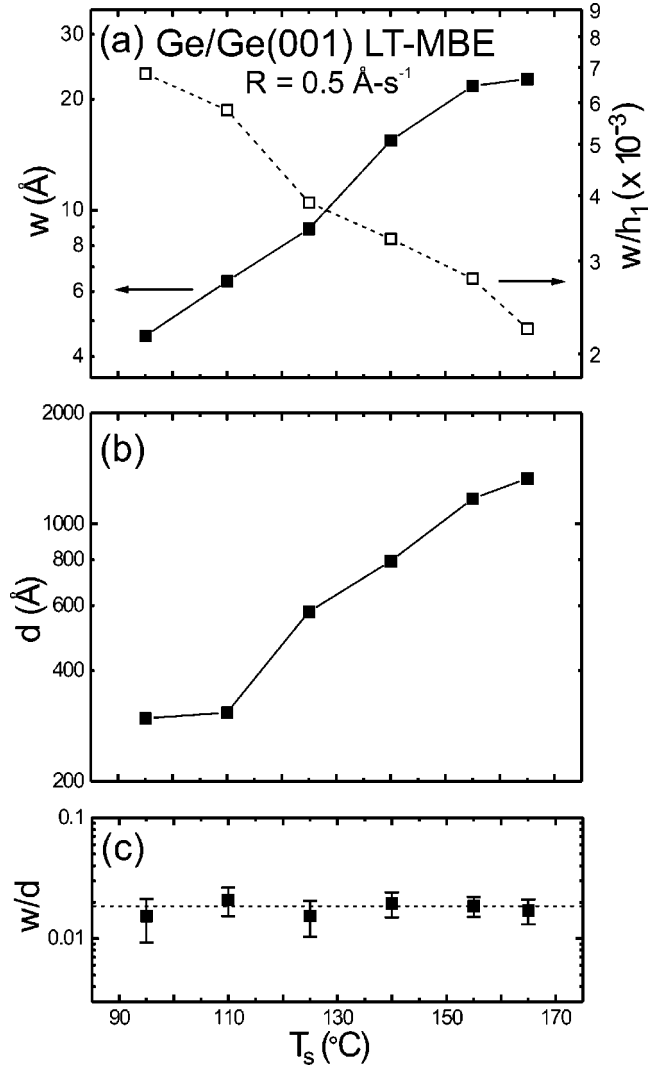 (a) Ge/Ge(001) LT-MBE
R = 0.5 Å-s⁻¹
30
20
10
8
6
4
w (Å)
9
8
7
6
5
4
3
2
w/h₁ (x 10⁻³)
(b)
2000
1000
800
600
400
200
d (Å)
(c)
0.1
0.01
w/d
90 110 130 150 170
Tₛ (°C)